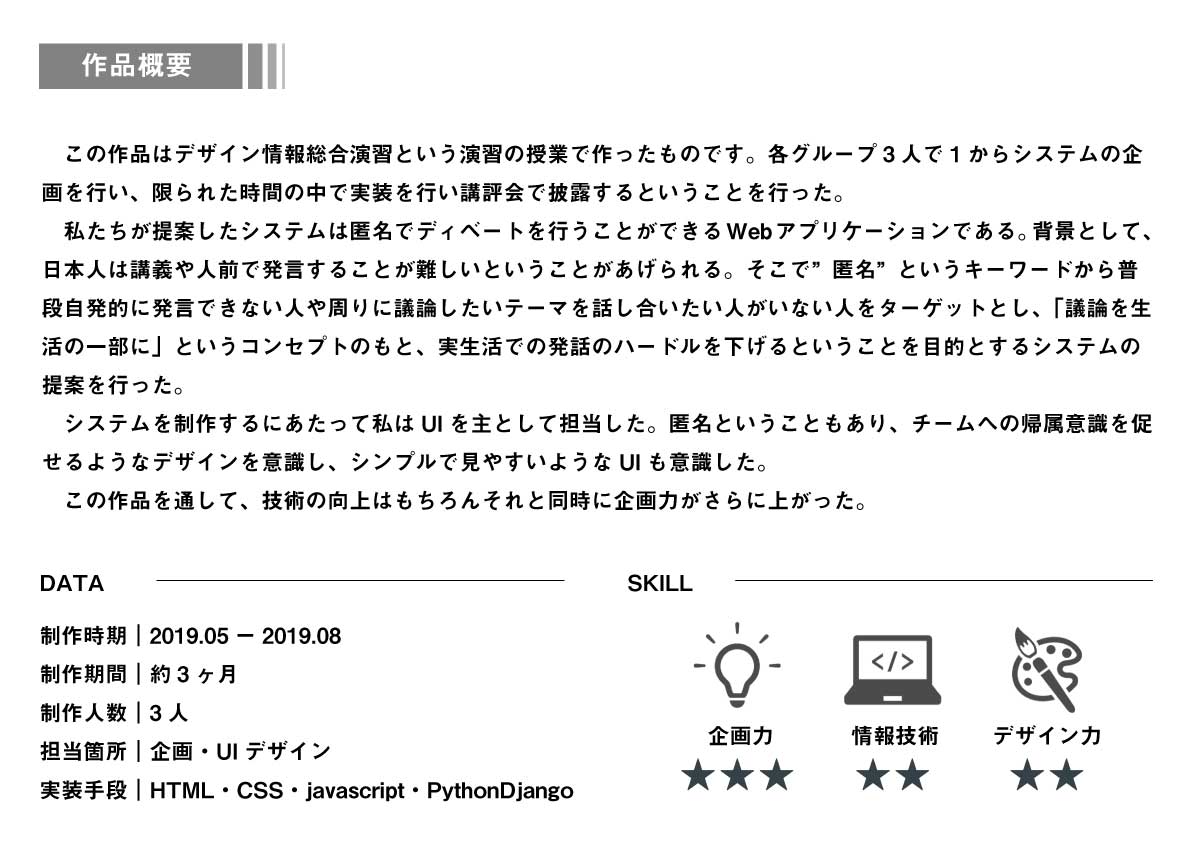 作品概要
　この作品はデザイン情報総合演習という演習の授業で作ったものです。各グループ 3 人で 1 からシステムの企
画を行い、限られた時間の中で実装を行い講評会で披露するということを行った。
　私たちが提案したシステムは匿名でディベートを行うことができる Web アプリケーションである。背景として、
日本人は講義や人前で発言することが難しいということがあげられる。そこで”匿名”というキーワードから普
段自発的に発言できない人や周りに議論したいテーマを話し合いたい人がいない人をターゲットとし、「議論を生
活の一部に」というコンセプトのもと、実生活での発話のハードルを下げるということを目的とするシステムの
提案を行った。
　システムを制作するにあたって私は UI を主として担当した。匿名ということもあり、チームへの帰属意識を促
せるようなデザインを意識し、シンプルで見やすいような UI も意識した。
　この作品を通して、技術の向上はもちろんそれと同時に企画力がさらに上がった。
DATA
制作時期｜2019.05 ー 2019.08
制作期間｜約 3 ヶ月
制作人数｜3 人
担当箇所｜企画・UI デザイン
実装手段｜HTML・CSS・javascript・PythonDjango
SKILL
</>
企画力 情報技術 デザイン力
★★★ ★★ ★★